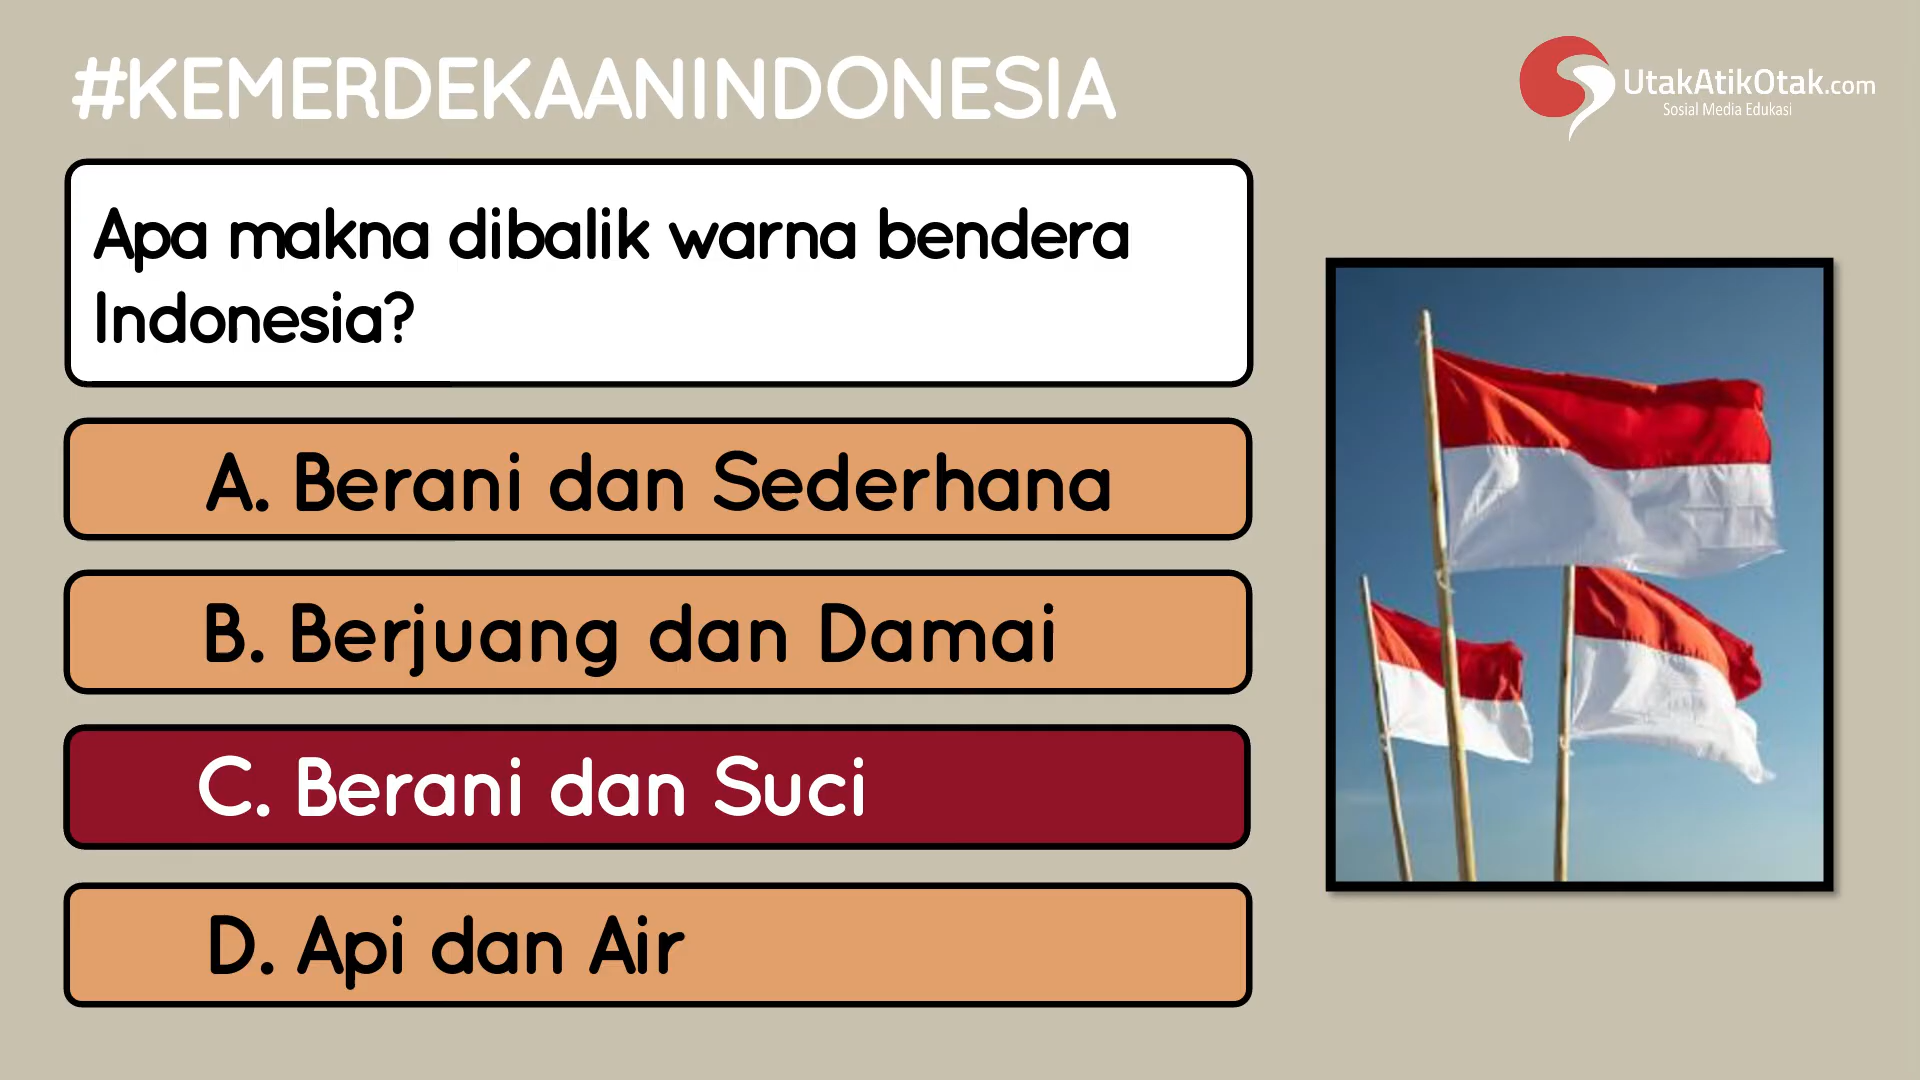 #KEMERDEKAANINDONESIA
UtakAtikOtak.com
Sosial Media Edukasi
Apa makna dibalik warna bendera
Indonesia?
A. Berani dan Sederhana
B. Berjuang dan Damai
C. Berani dan Suci
D. Api dan Air